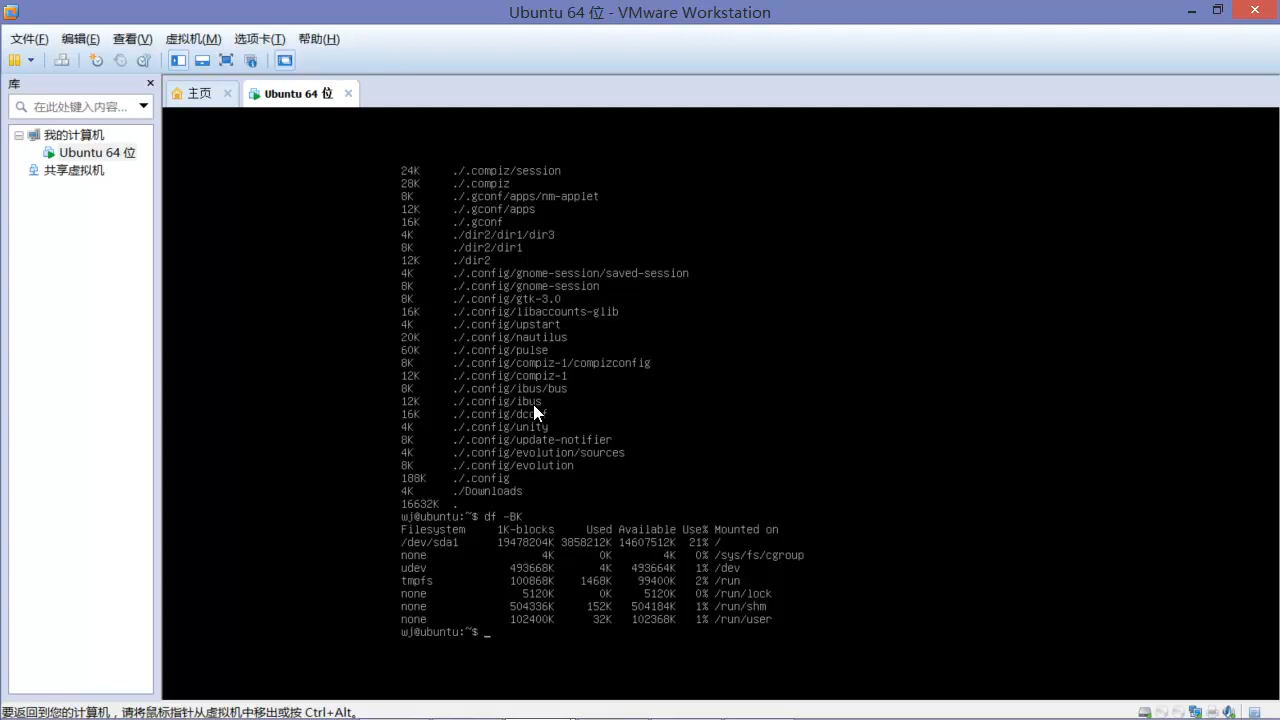 Ubuntu 64 位 - VMware Workstation
文件(F) 编辑(E) 查看(V) 虚拟机(M) 选项卡(T) 帮助(H)
库
在此处键入内容...
我的计算机
Ubuntu 64 位
共享虚拟机
主页 Ubuntu 64 位
24K ./.compiz/session
28K ./.compiz
8K ./.gconf/apps/nm-applet
12K ./.gconf/apps
16K ./.gconf
4K ./dir2/dir1/dir3
8K ./dir2/dir1
12K ./dir2
4K ./.config/gnome-session/saved-session
8K ./.config/gnome-session
8K ./.config/gtk-3.0
16K ./.config/libaccounts-glib
4K ./.config/upstart
20K ./.config/nautilus
60K ./.config/pulse
8K ./.config/compiz-1/compizconfig
12K ./.config/compiz-1
8K ./.config/ibus/bus
12K ./.config/ibus
16K ./.config/dconf
4K ./.config/unity
8K ./.config/update-notifier
4K ./.config/evolution/sources
8K ./.config/evolution
188K ./.config
4K ./Downloads
16632K .
wj@ubuntu:~$ df -BK
Filesystem 1K-blocks Used Available Use% Mounted on
/dev/sda1 19478204K 3858212K 14607512K 21% /
none 4K 0K 4K 0% /sys/fs/cgroup
udev 493668K 4K 493664K 1% /dev
tmpfs 100868K 1468K 99400K 2% /run
none 5120K 0K 5120K 0% /run/lock
none 504336K 152K 504184K 1% /run/shm
none 102400K 32K 102368K 1% /run/user
wj@ubuntu:~$ _
要返回到您的计算机，请将鼠标指针从虚拟机中移出或按 Ctrl+Alt。